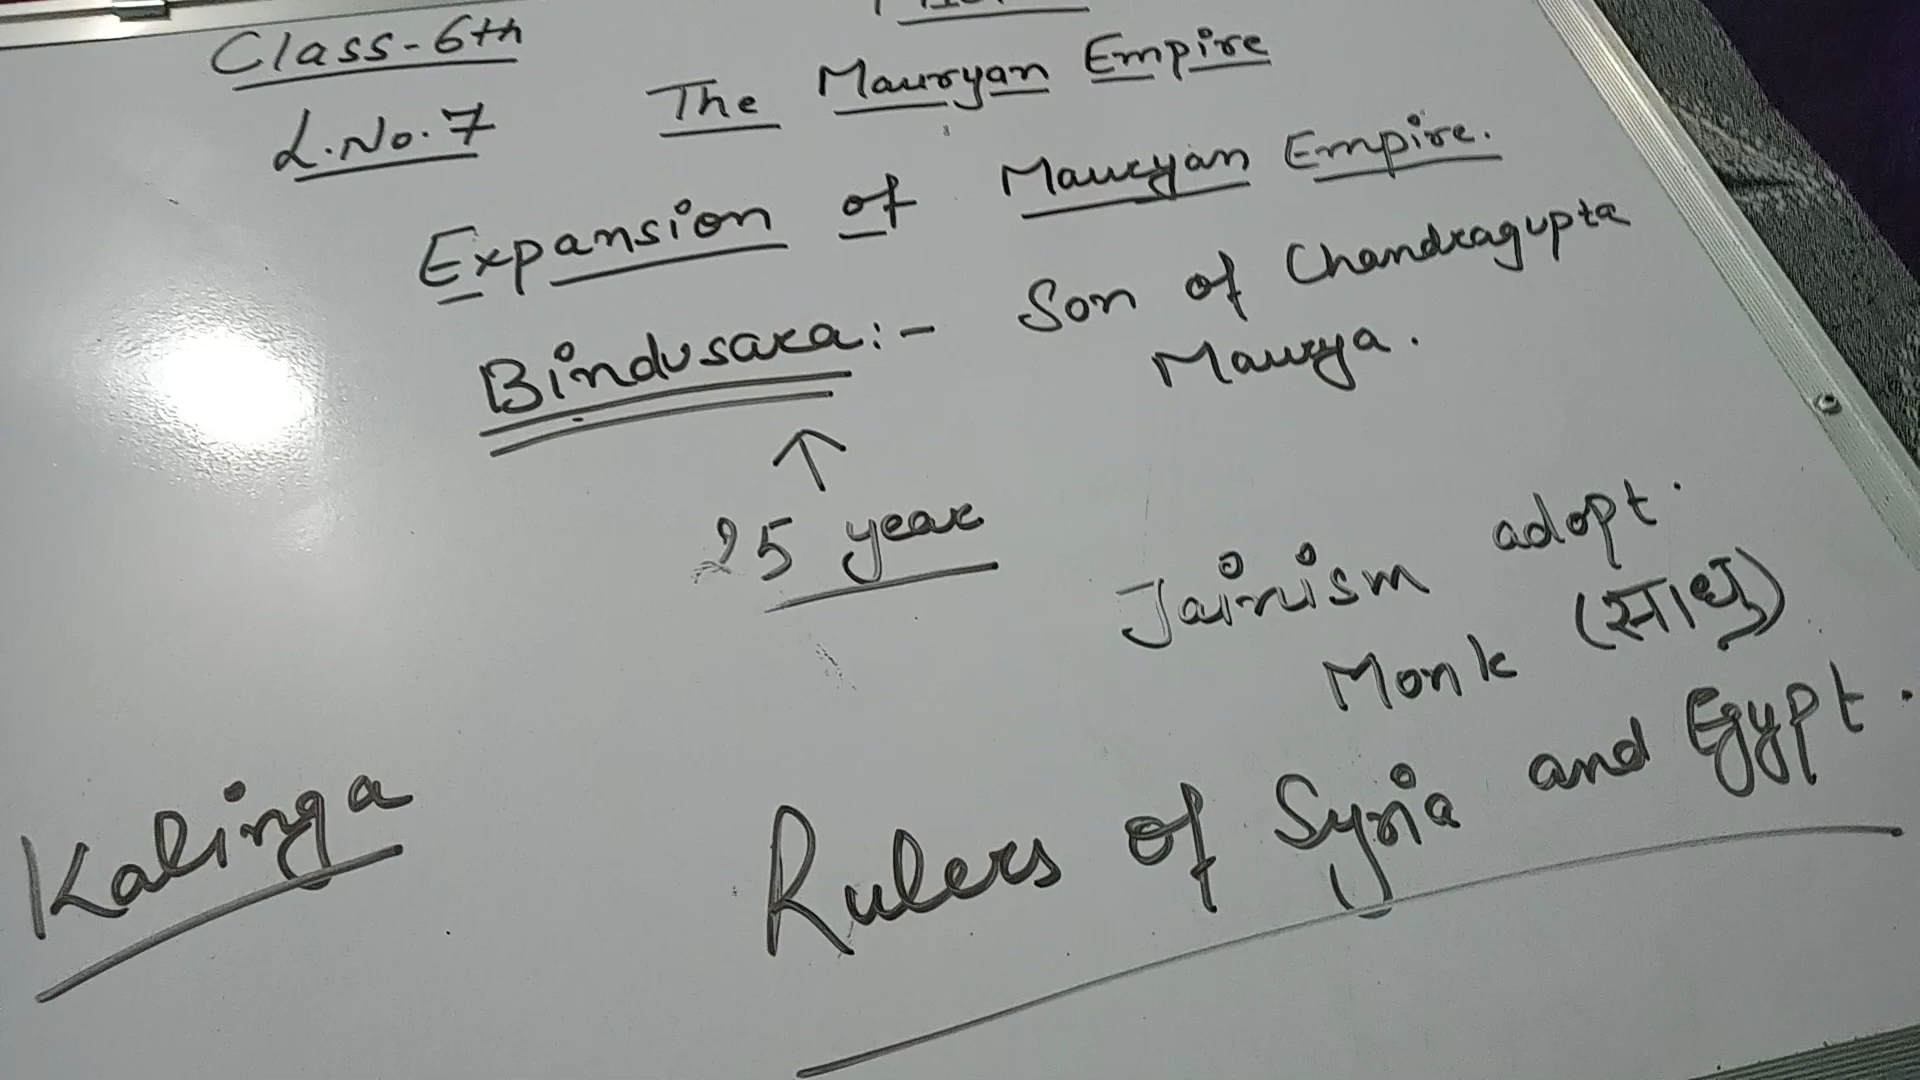 Class-6th
L.No.7
The Mauryan Empire
Expansion of Mauryan Empire.
Bindusara:- Son of Chandragupta
Maurya.
↑
25 year
Jainism adopt.
Monk (साधु)
Kalinga
Rulers of Syria and Egypt.